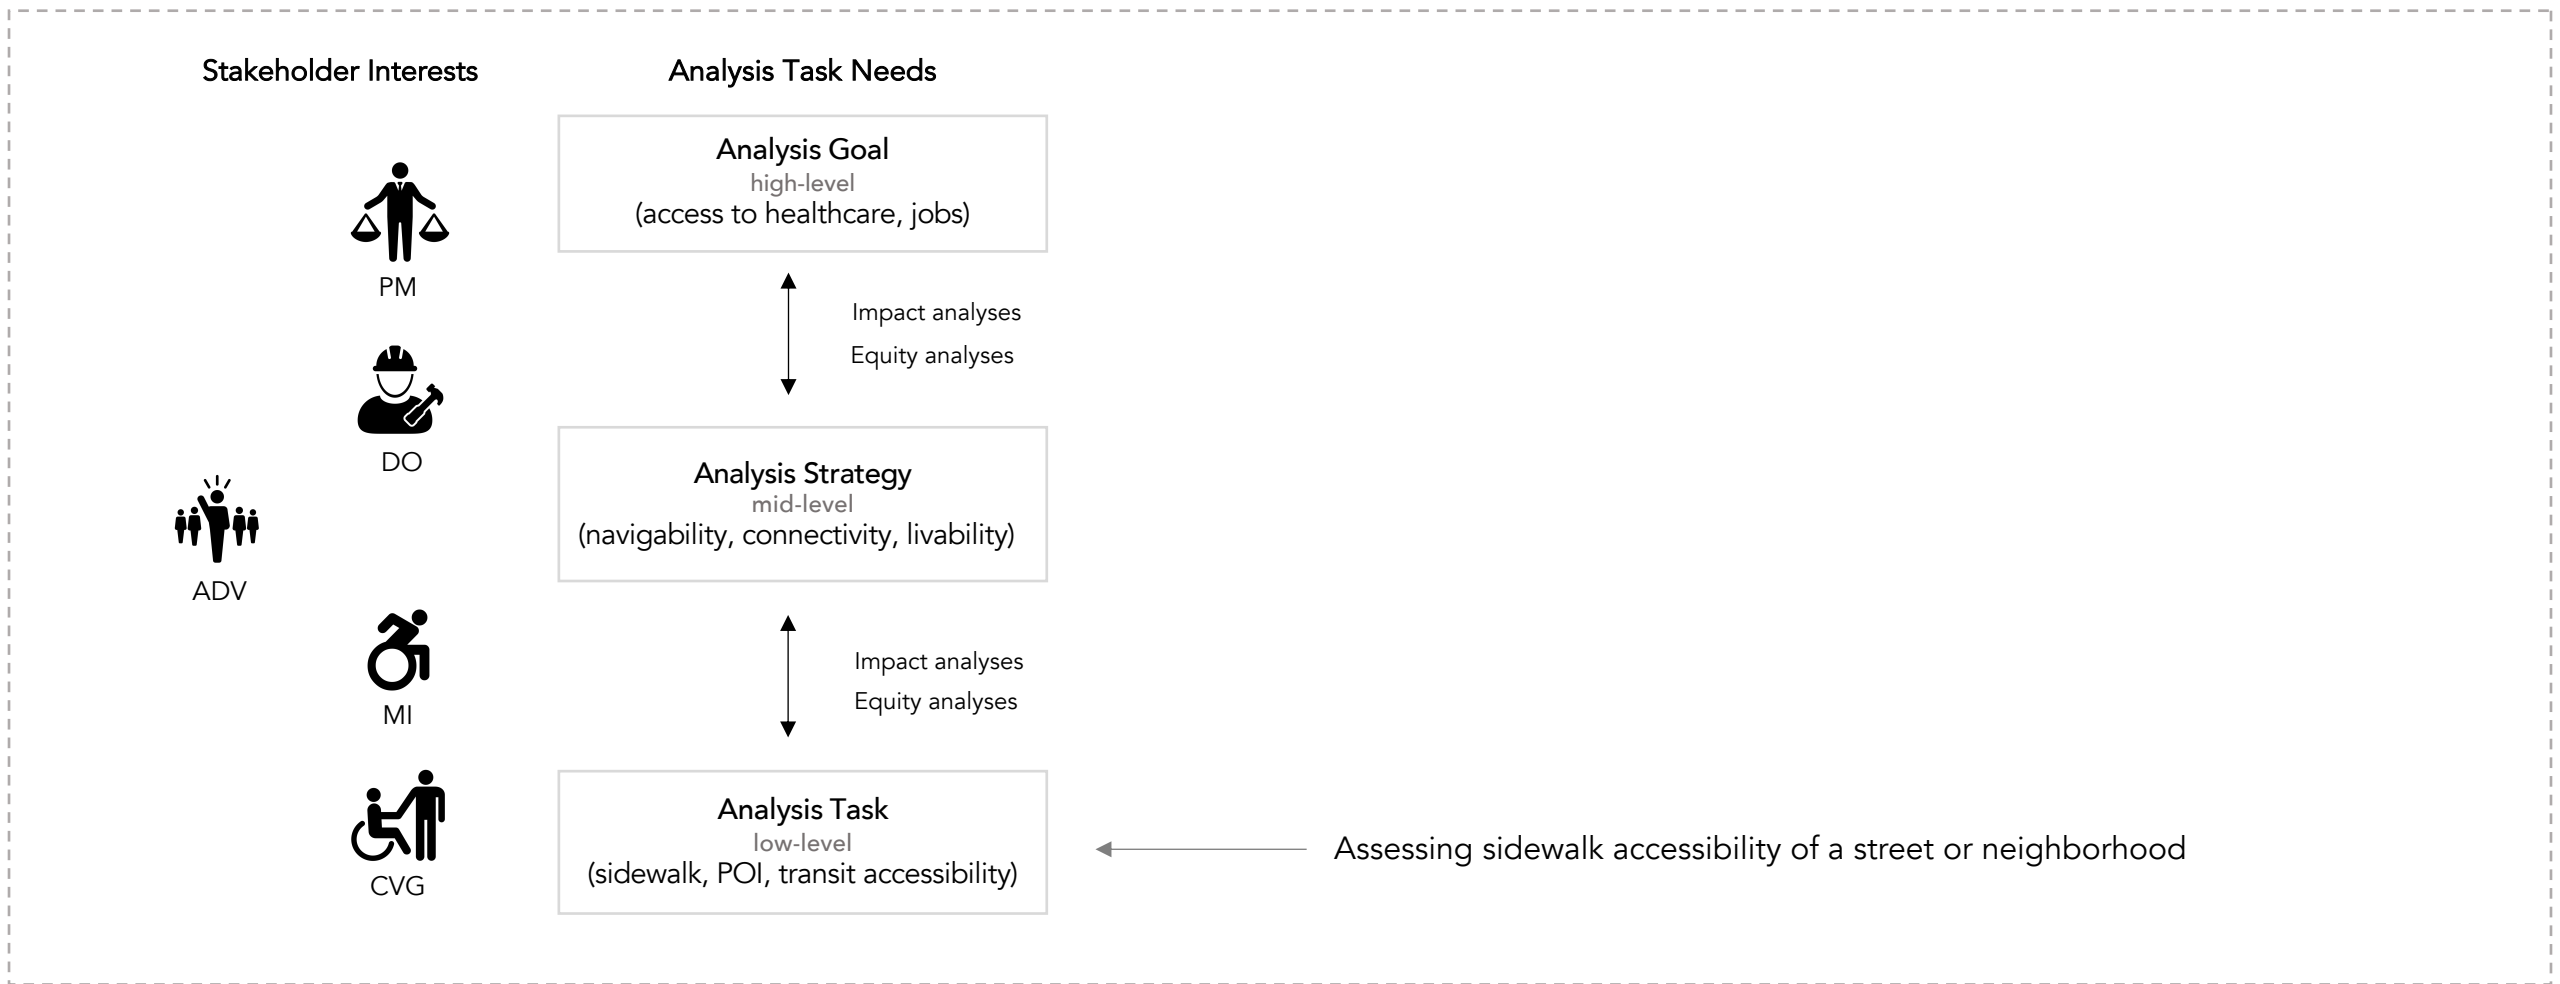 Stakeholder Interests
Analysis Task Needs
PM
DO
ADV
MI
CVG
Analysis Goal
high-level
(access to healthcare, jobs)
Impact analyses
Equity analyses
Analysis Strategy
mid-level
(navigability, connectivity, livability)
Impact analyses
Equity analyses
Analysis Task
low-level
(sidewalk, POI, transit accessibility)
Assessing sidewalk accessibility of a street or neighborhood